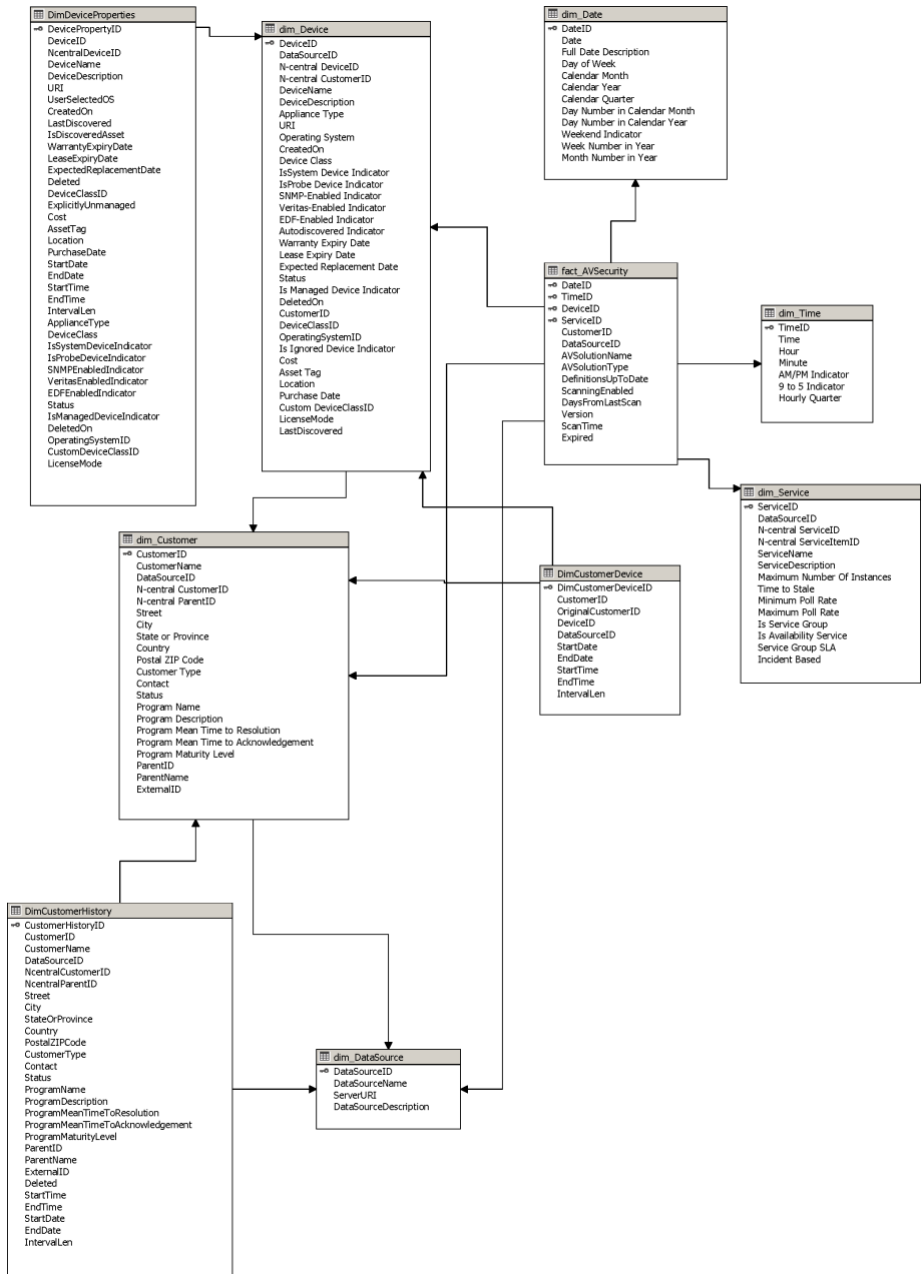 DimDeviceProperties
DevicePropertyID
DeviceID
NcentralDeviceID
DeviceName
DeviceDescription
URI
UserSelectedOS
CreatedOn
LastDiscovered
IsDiscoveredAsset
WarrantyExpiryDate
LeaseExpiryDate
ExpectedReplacementDate
Deleted
DeviceClassID
ExplicitlyUnmanaged
Cost
AssetTag
Location
PurchaseDate
StartDate
EndDate
StartTime
EndTime
IntervalLen
ApplianceType
DeviceClass
IsSystemDeviceIndicator
IsProbeDeviceIndicator
SNMPEnabledIndicator
VeritasEnabledIndicator
EDFEnabledIndicator
Status
IsManagedDeviceIndicator
DeletedOn
OperatingSystemID
CustomDeviceClassID
LicenseMode
dim_Device
DeviceID
DataSourceID
N-central DeviceID
N-central CustomerID
DeviceName
DeviceDescription
Appliance Type
URI
Operating System
CreatedOn
Device Class
IsSystem Device Indicator
IsProbe Device Indicator
SNMP-Enabled Indicator
Veritas-Enabled Indicator
EDF-Enabled Indicator
Autodiscovered Indicator
Warranty Expiry Date
Lease Expiry Date
Expected Replacement Date
Status
Is Managed Device Indicator
DeletedOn
CustomerID
DeviceClassID
OperatingSystemID
Is Ignored Device Indicator
Cost
Asset Tag
Location
Purchase Date
Custom DeviceClassID
LicenseMode
LastDiscovered
dim_Date
DateID
Date
Full Date Description
Day of Week
Calendar Month
Calendar Year
Calendar Quarter
Day Number in Calendar Month
Day Number in Calendar Year
Weekend Indicator
Week Number in Year
Month Number in Year
fact_AVSecurity
DateID
TimeID
DeviceID
ServiceID
CustomerID
DataSourceID
AVSolutionName
AVSolutionType
DefinitionsUpToDate
ScanningEnabled
DaysFromLastScan
Version
ScanTime
Expired
dim_Time
TimeID
Time
Hour
Minute
AM/PM Indicator
9 to 5 Indicator
Hourly Quarter
dim_Service
ServiceID
DataSourceID
N-central ServiceID
N-central ServiceItemID
ServiceName
ServiceDescription
Maximum Number Of Instances
Time to Stale
Minimum Poll Rate
Maximum Poll Rate
Is Service Group
Is Availability Service
Service Group SLA
Incident Based
dim_Customer
CustomerID
CustomerName
DataSourceID
N-central CustomerID
N-central ParentID
Street
City
State or Province
Country
Postal ZIP Code
Customer Type
Contact
Status
Program Name
Program Description
Program Mean Time to Resolution
Program Mean Time to Acknowledgement
Program Maturity Level
ParentID
ParentName
ExternalID
DimCustomerDevice
DimCustomerDeviceID
CustomerID
OriginalCustomerID
DeviceID
DataSourceID
StartDate
EndDate
StartTime
EndTime
IntervalLen
DimCustomerHistory
CustomerHistoryID
CustomerID
CustomerName
DataSourceID
NcentralCustomerID
NcentralParentID
Street
City
StateOrProvince
Country
PostalZIPCode
CustomerType
Contact
Status
ProgramName
ProgramDescription
ProgramMeanTimeToResolution
ProgramMeanTimeToAcknowledgement
ProgramMaturityLevel
ParentID
ParentName
ExternalID
Deleted
StartTime
EndTime
StartDate
EndDate
IntervalLen
dim_DataSource
DataSourceID
DataSourceName
ServerURI
DataSourceDescription